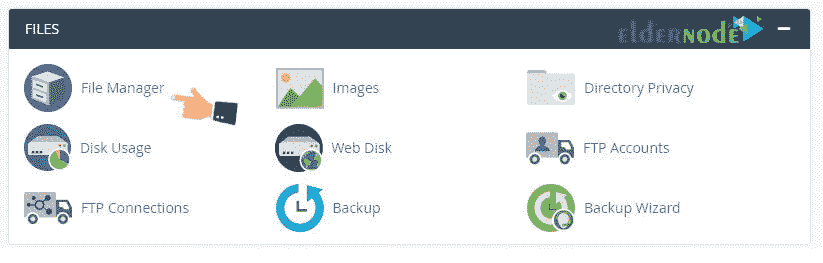 FILES
elderNODE
File Manager
Images
Directory Privacy
Disk Usage
Web Disk
FTP Accounts
FTP Connections
Backup
Backup Wizard